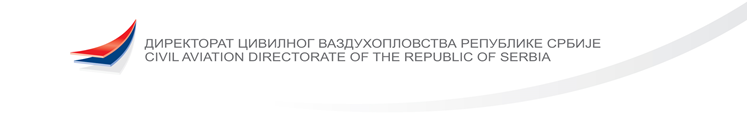 ДИРЕКТОРАТ ЦИВИЛНОГ ВАЗДУХОПЛОВСТВА РЕПУБЛИКЕ СРБИЈЕ
CIVIL AVIATION DIRECTORATE OF THE REPUBLIC OF SERBIA